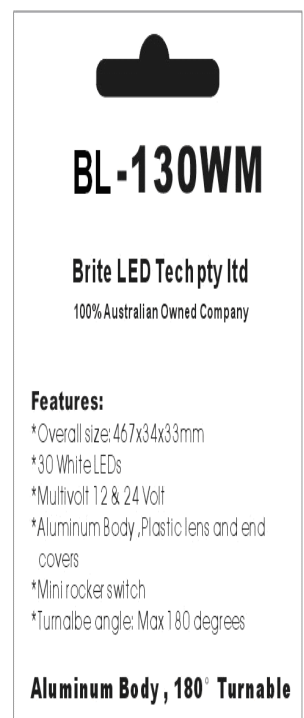 BL-130WM
Brite LED Tech pty ltd
100% Australian Owned Company
Features:
*Overall size: 467x34x33mm
*30 White LEDs
*Multivolt 12 & 24 Volt
*Aluminum Body ,Plastic lens and end
covers
*Mini rocker switch
*Turnalbe angle: Max 180 degrees
Aluminum Body , 180° Turnable